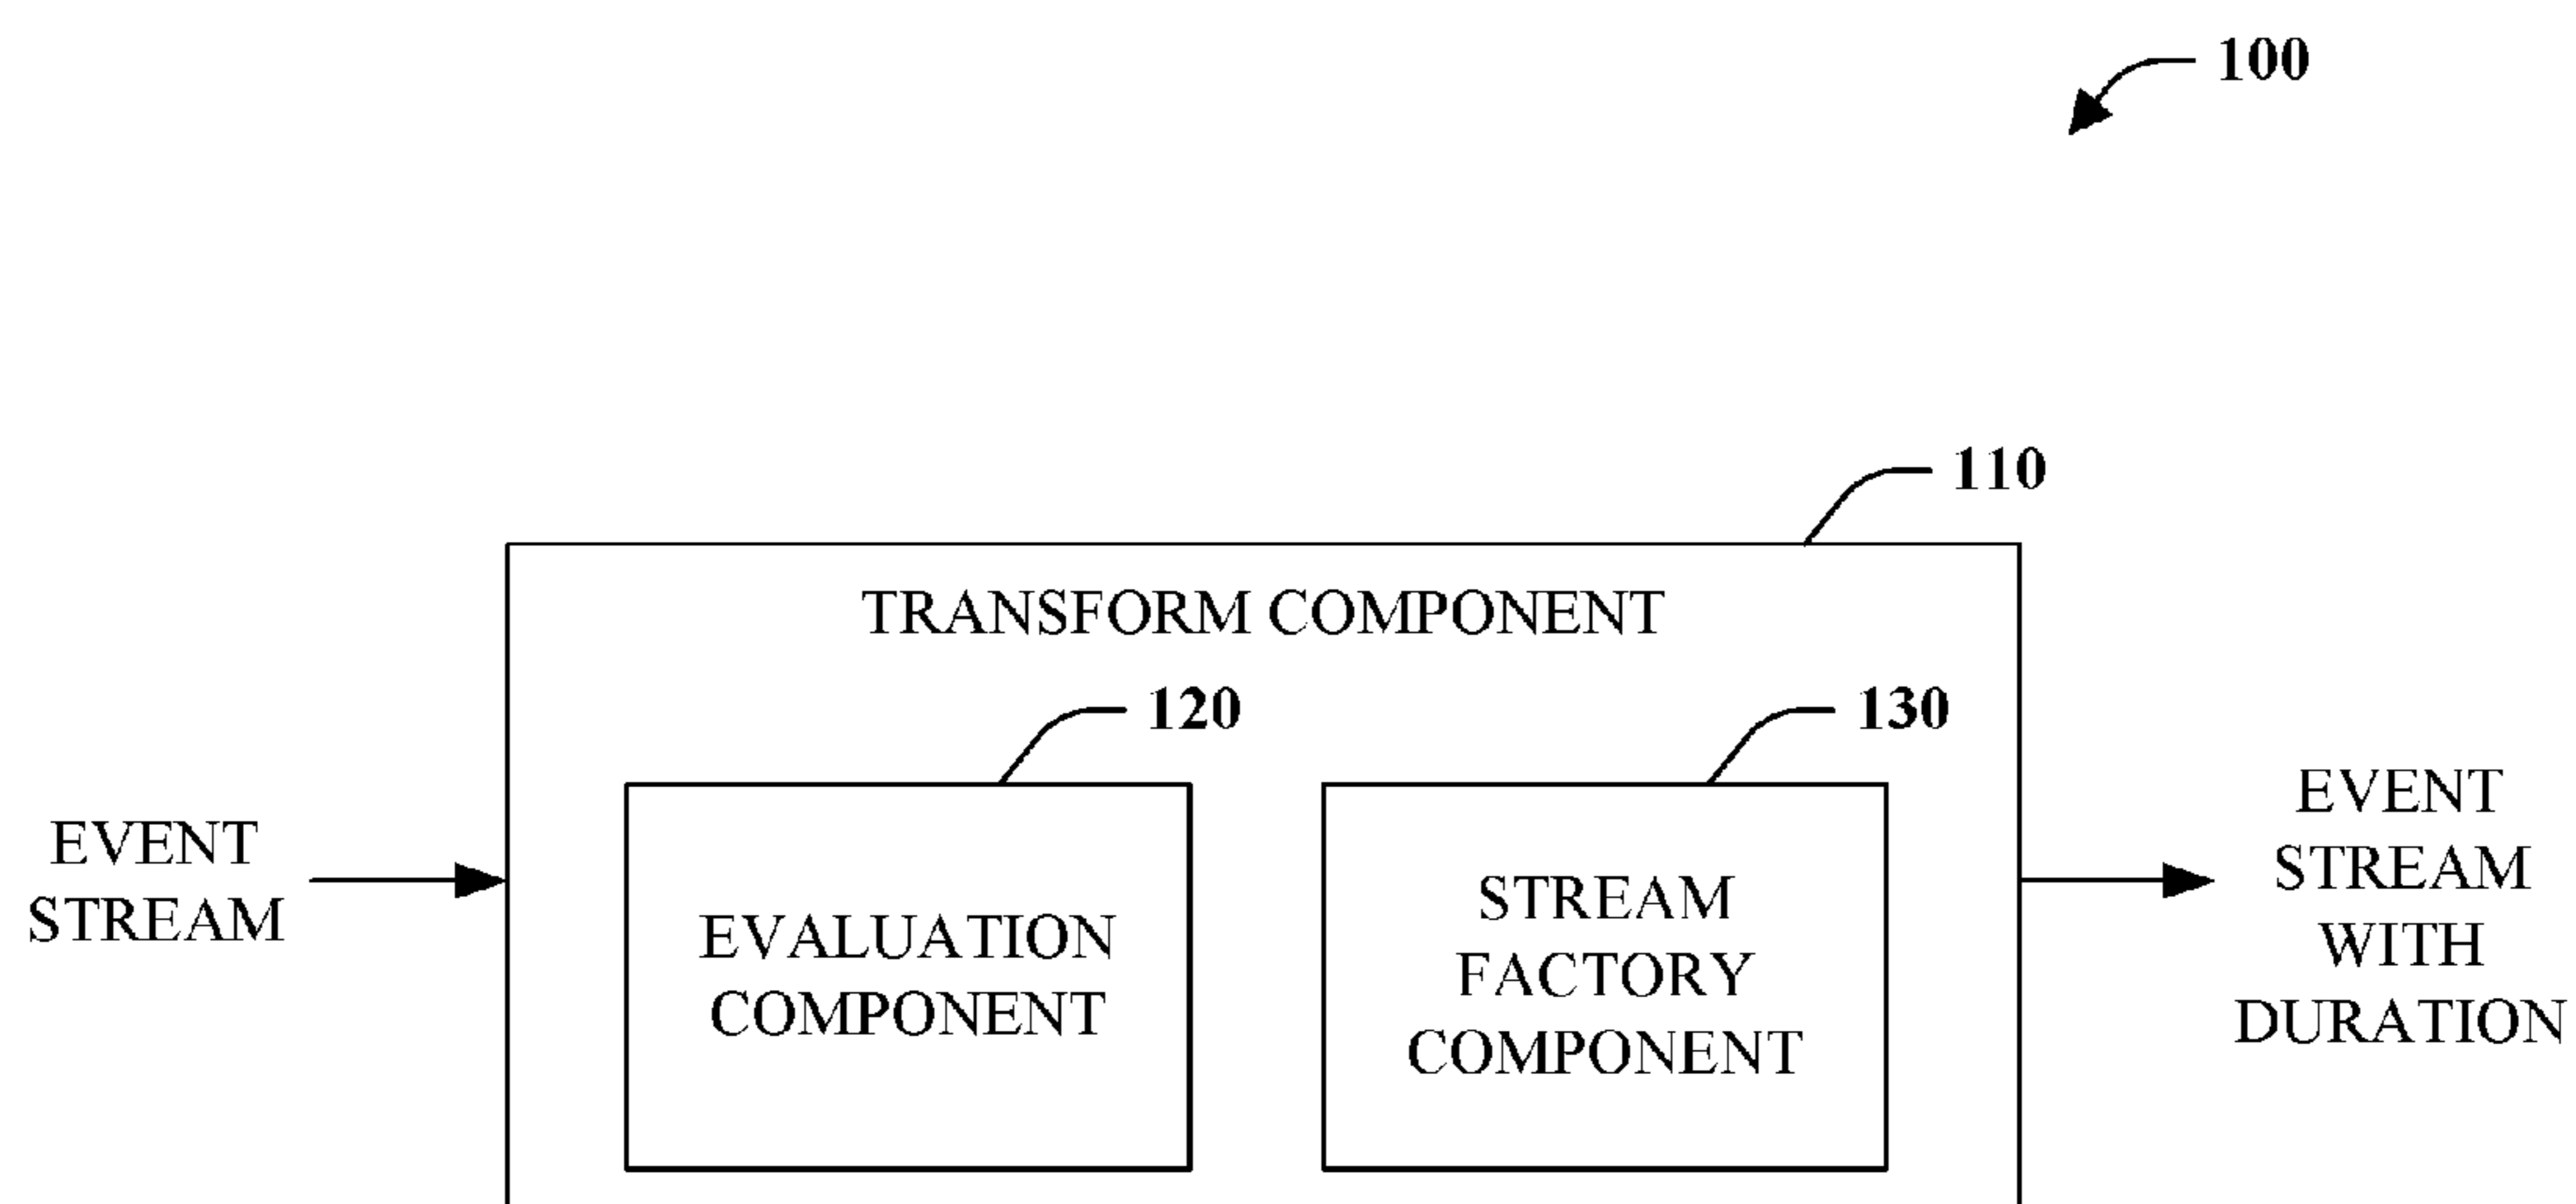 100
110
TRANSFORM COMPONENT
120
130
EVENT
STREAM
EVALUATION
COMPONENT
STREAM
FACTORY
COMPONENT
EVENT
STREAM
WITH
DURATION